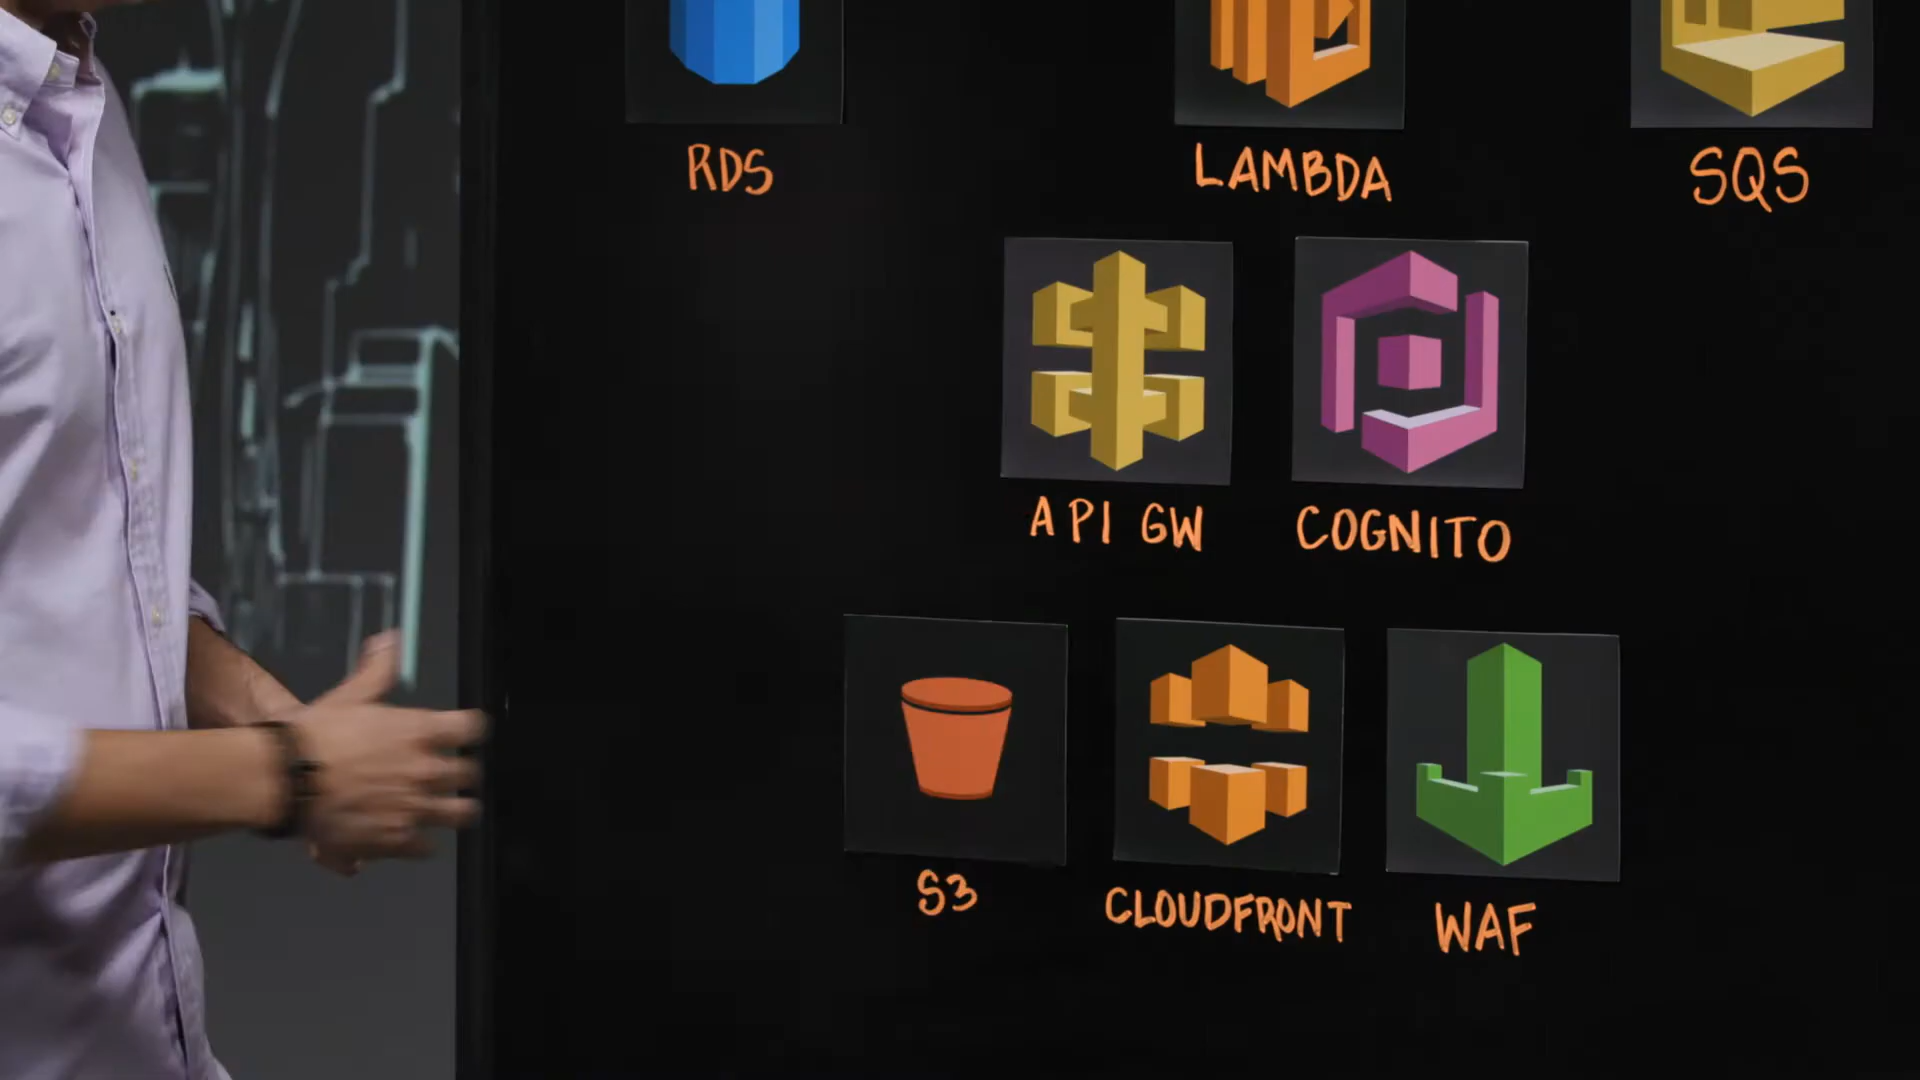 RDS
LAMBDA
SQS
API GW
COGNITO
S3
CLOUDFRONT
WAF